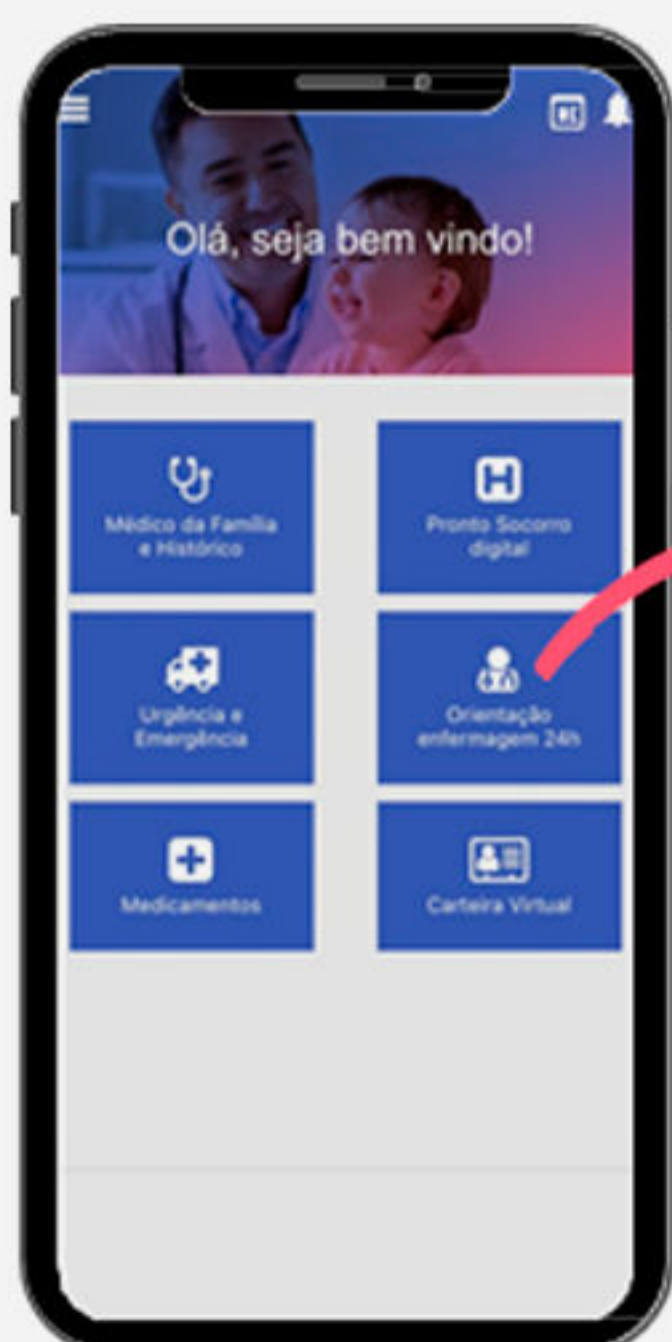 Olá, seja bem vindo!
Médico da Família
e Histórico
Pronto Socorro
digital
Urgência e
Emergência
Orientação
enfermagem 24h
Medicamentos
Carteira Virtual